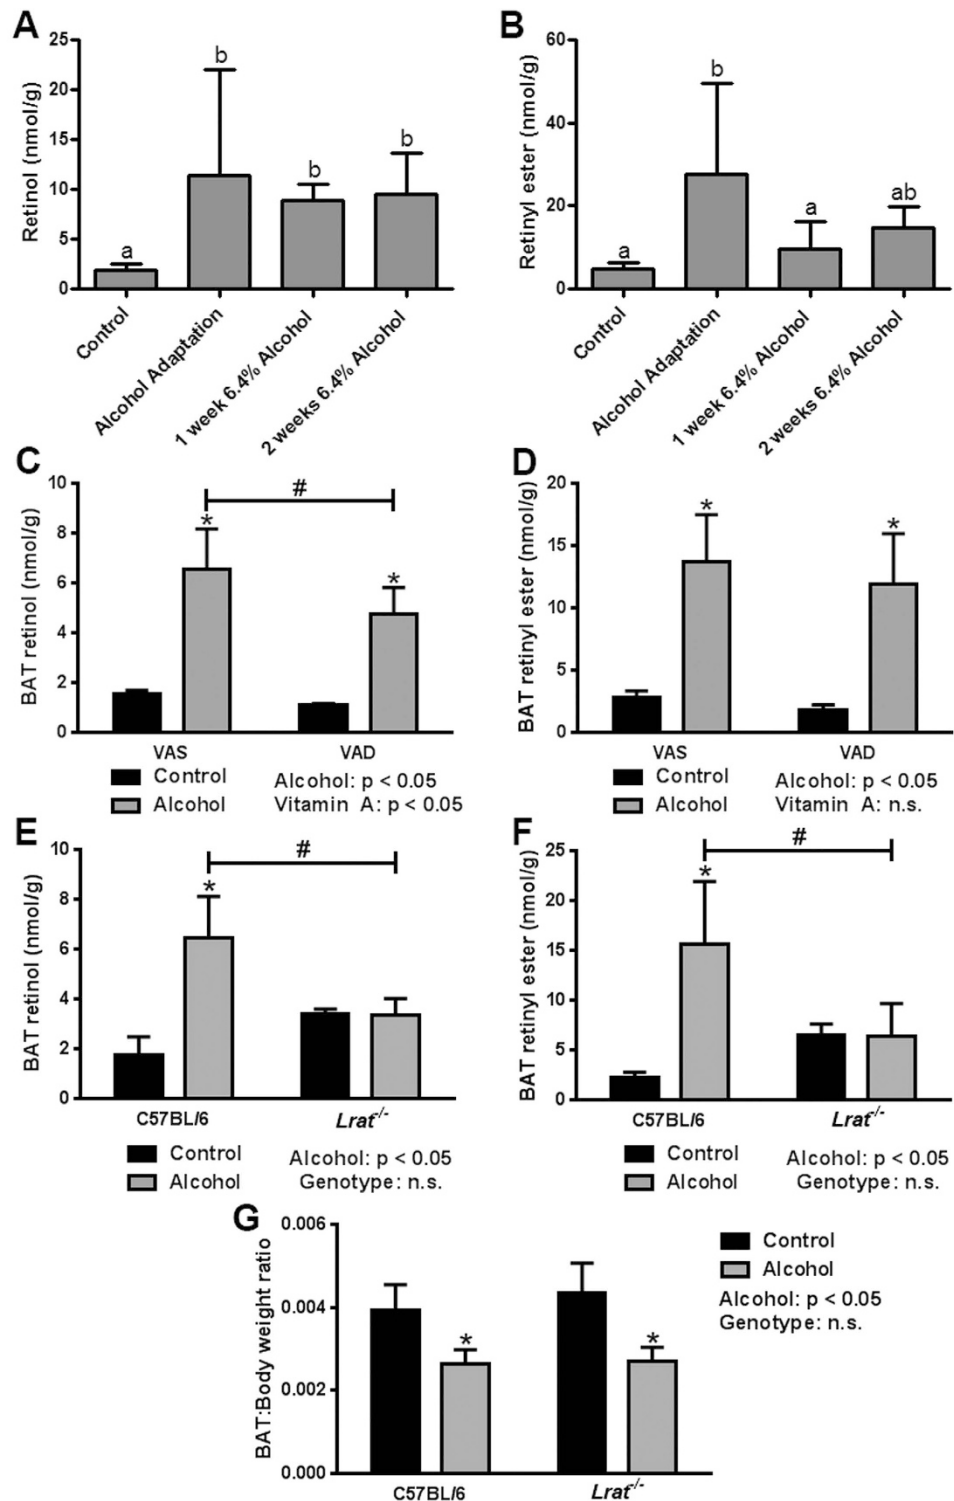 A
Retinol (nmol/g)
25
20
15
10
5
0
a
b
b
b
Control
Alcohol Adaptation
1 week 6.4% Alcohol
2 weeks 6.4% Alcohol
B
Retinyl ester (nmol/g)
60
40
20
0
a
b
a
ab
Control
Alcohol Adaptation
1 week 6.4% Alcohol
2 weeks 6.4% Alcohol
C
BAT retinol (nmol/g)
10
8
6
4
2
0
#
*
*
VAS
VAD
Control
Alcohol
Alcohol: p < 0.05
Vitamin A: p < 0.05
D
BAT retinyl ester (nmol/g)
20
15
10
5
0
*
*
VAS
VAD
Control
Alcohol
Alcohol: p < 0.05
Vitamin A: n.s.
E
BAT retinol (nmol/g)
10
8
6
4
2
0
#
*
C57BL/6
Lrat-/-
Control
Alcohol
Alcohol: p < 0.05
Genotype: n.s.
F
BAT retinyl ester (nmol/g)
25
20
15
10
5
0
#
*
C57BL/6
Lrat-/-
Control
Alcohol
Alcohol: p < 0.05
Genotype: n.s.
G
BAT:Body weight ratio
0.006
0.004
0.002
0.000
*
*
C57BL/6
Lrat-/-
Control
Alcohol
Alcohol: p < 0.05
Genotype: n.s.